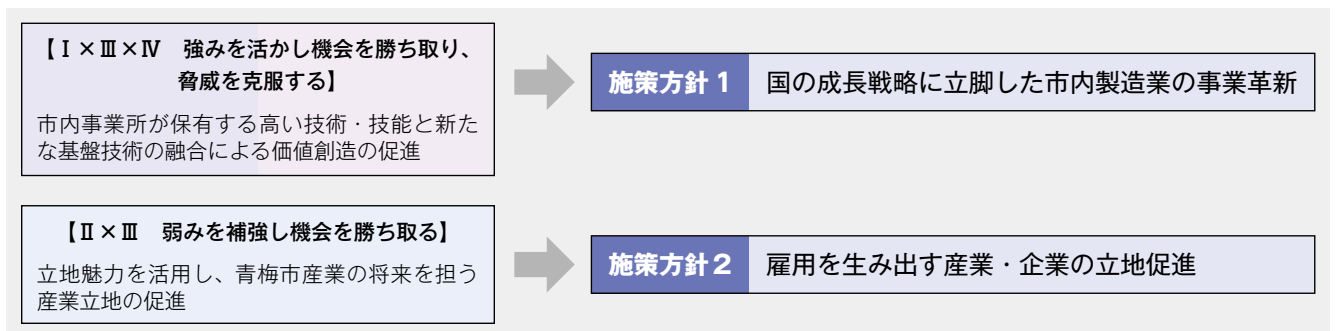 【Ⅰ×Ⅲ×Ⅳ　強みを活かし機会を勝ち取り、
脅威を克服する】
市内事業所が保有する高い技術・技能と新た
な基盤技術の融合による価値創造の促進
施策方針 1　国の成長戦略に立脚した市内製造業の事業革新
【Ⅱ×Ⅲ　弱みを補強し機会を勝ち取る】
立地魅力を活用し、青梅市産業の将来を担う
産業立地の促進
施策方針 2　雇用を生み出す産業・企業の立地促進